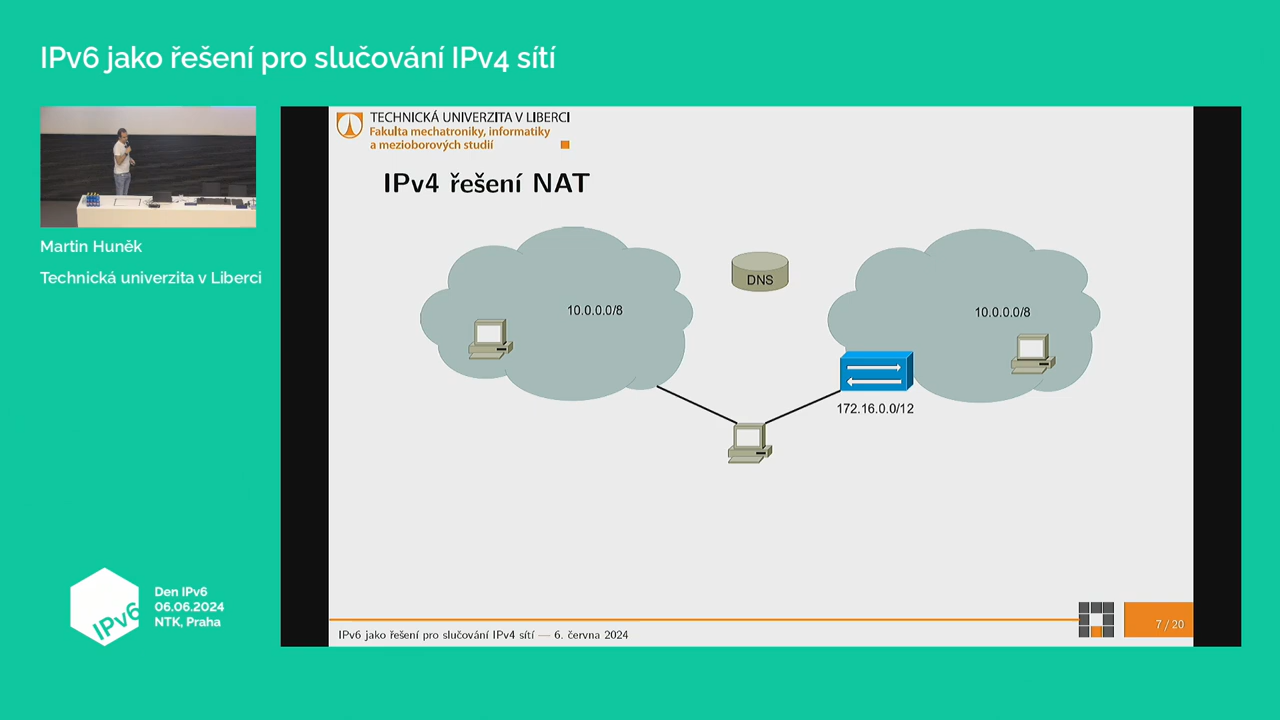 IPv6 jako řešení pro slučování IPv4 sítí
Martin Huněk
Technická univerzita v Liberci
TECHNICKÁ UNIVERZITA V LIBERCI
Fakulta mechatroniky, informatiky
a mezioborových studií
IPv4 řešení NAT
DNS
10.0.0.0/8
10.0.0.0/8
172.16.0.0/12
IPv6 jako řešení pro slučování IPv4 sítí — 6. června 2024
7 / 20
IPv6
Den IPv6
06.06.2024
NTK, Praha